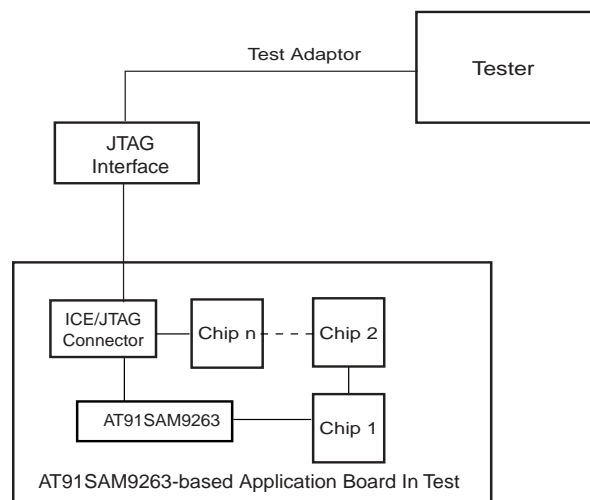 Test Adaptor
Tester
JTAG
Interface
ICE/JTAG
Connector
Chip n
Chip 2
AT91SAM9263
Chip 1
AT91SAM9263-based Application Board In Test